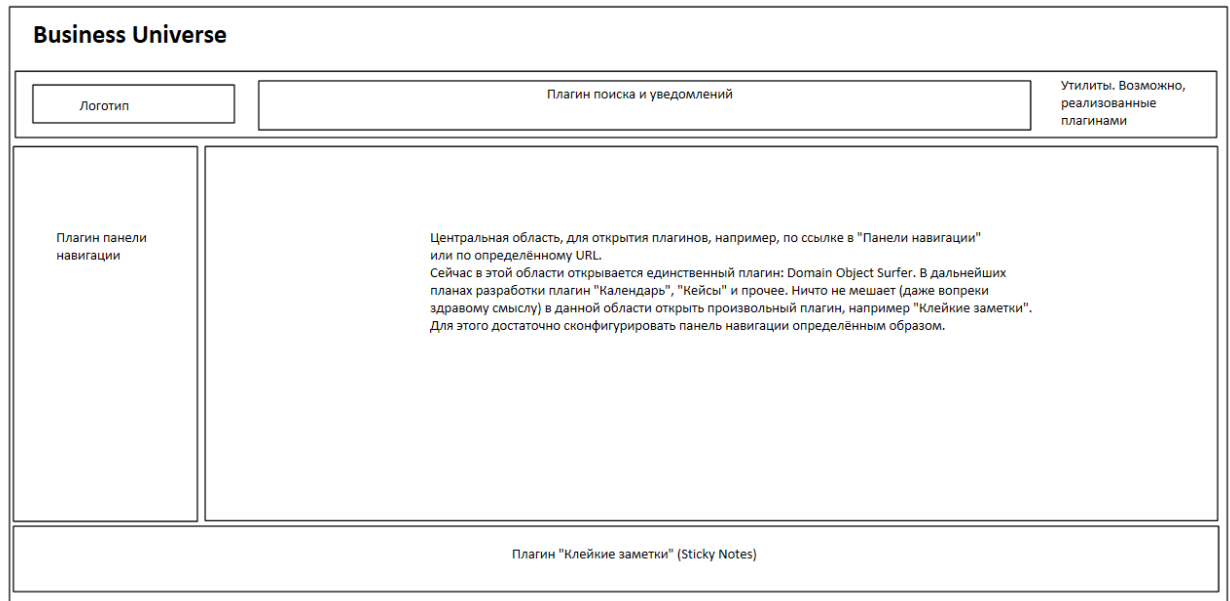 Business Universe
Логотип
Плагин поиска и уведомлений
Утилиты. Возможно,
реализованные
плагинами
Плагин панели
навигации
Центральная область, для открытия плагинов, например, по ссылке в "Панели навигации"
или по определённому URL.
Сейчас в этой области открывается единственный плагин: Domain Object Surfer. В дальнейших
планах разработки плагин "Календарь", "Кейсы" и прочее. Ничто не мешает (даже вопреки
здравому смыслу) в данной области открыть произвольный плагин, например "Клейкие заметки".
Для этого достаточно сконфигурировать панель навигации определённым образом.
Плагин "Клейкие заметки" (Sticky Notes)